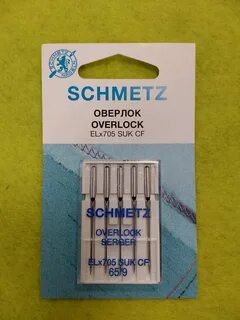 SCHMETZ
ОВЕРЛОК
OVERLOCK
ELx705 SUK CF
SCHMETZ
OVERLOCK
SERGER
ELx705 SUK CF
65/9